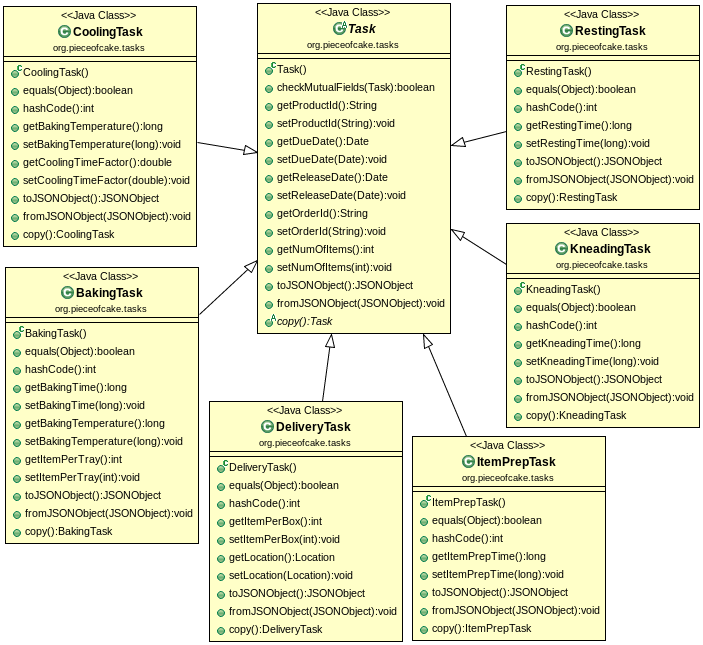 <<Java Class>>
CoolingTask
org.pieceofcake.tasks
CoolingTask()
equals(Object):boolean
hashCode():int
getBakingTemperature():long
setBakingTemperature(long):void
getCoolingTimeFactor():double
setCoolingTimeFactor(double):void
toJSONObject():JSONObject
fromJSONObject(JSONObject):void
copy():CoolingTask
<<Java Class>>
Task
org.pieceofcake.tasks
Task()
checkMutualFields(Task):boolean
getProductId():String
setProductId(String):void
getDueDate():Date
setDueDate(Date):void
getReleaseDate():Date
setReleaseDate(Date):void
getOrderId():String
setOrderId(String):void
getNumOfItems():int
setNumOfItems(int):void
toJSONObject():JSONObject
fromJSONObject(JSONObject):void
copy():Task
<<Java Class>>
RestingTask
org.pieceofcake.tasks
RestingTask()
equals(Object):boolean
hashCode():int
getRestingTime():long
setRestingTime(long):void
toJSONObject():JSONObject
fromJSONObject(JSONObject):void
copy():RestingTask
<<Java Class>>
KneadingTask
org.pieceofcake.tasks
KneadingTask()
equals(Object):boolean
hashCode():int
getKneadingTime():long
setKneadingTime(long):void
toJSONObject():JSONObject
fromJSONObject(JSONObject):void
copy():KneadingTask
<<Java Class>>
BakingTask
org.pieceofcake.tasks
BakingTask()
equals(Object):boolean
hashCode():int
getBakingTime():long
setBakingTime(long):void
getBakingTemperature():long
setBakingTemperature(long):void
getItemPerTray():int
setItemPerTray(int):void
toJSONObject():JSONObject
fromJSONObject(JSONObject):void
copy():BakingTask
<<Java Class>>
DeliveryTask
org.pieceofcake.tasks
DeliveryTask()
equals(Object):boolean
hashCode():int
getItemPerBox():int
setItemPerBox(int):void
getLocation():Location
setLocation(Location):void
toJSONObject():JSONObject
fromJSONObject(JSONObject):void
copy():DeliveryTask
<<Java Class>>
ItemPrepTask
org.pieceofcake.tasks
ItemPrepTask()
equals(Object):boolean
hashCode():int
getItemPrepTime():long
setItemPrepTime(long):void
toJSONObject():JSONObject
fromJSONObject(JSONObject):void
copy():ItemPrepTask